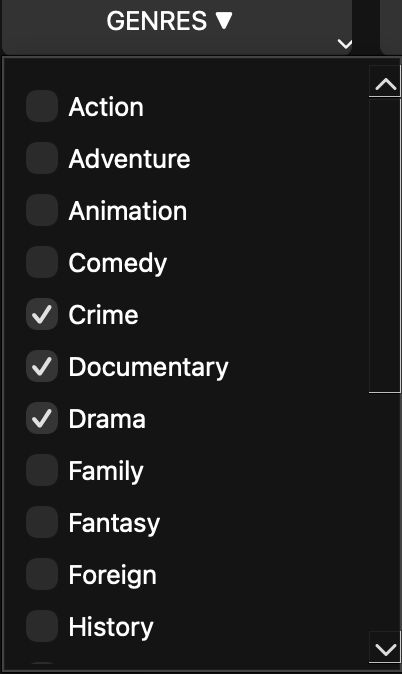 GENRES ▼
Action
Adventure
Animation
Comedy
Crime
Documentary
Drama
Family
Fantasy
Foreign
History